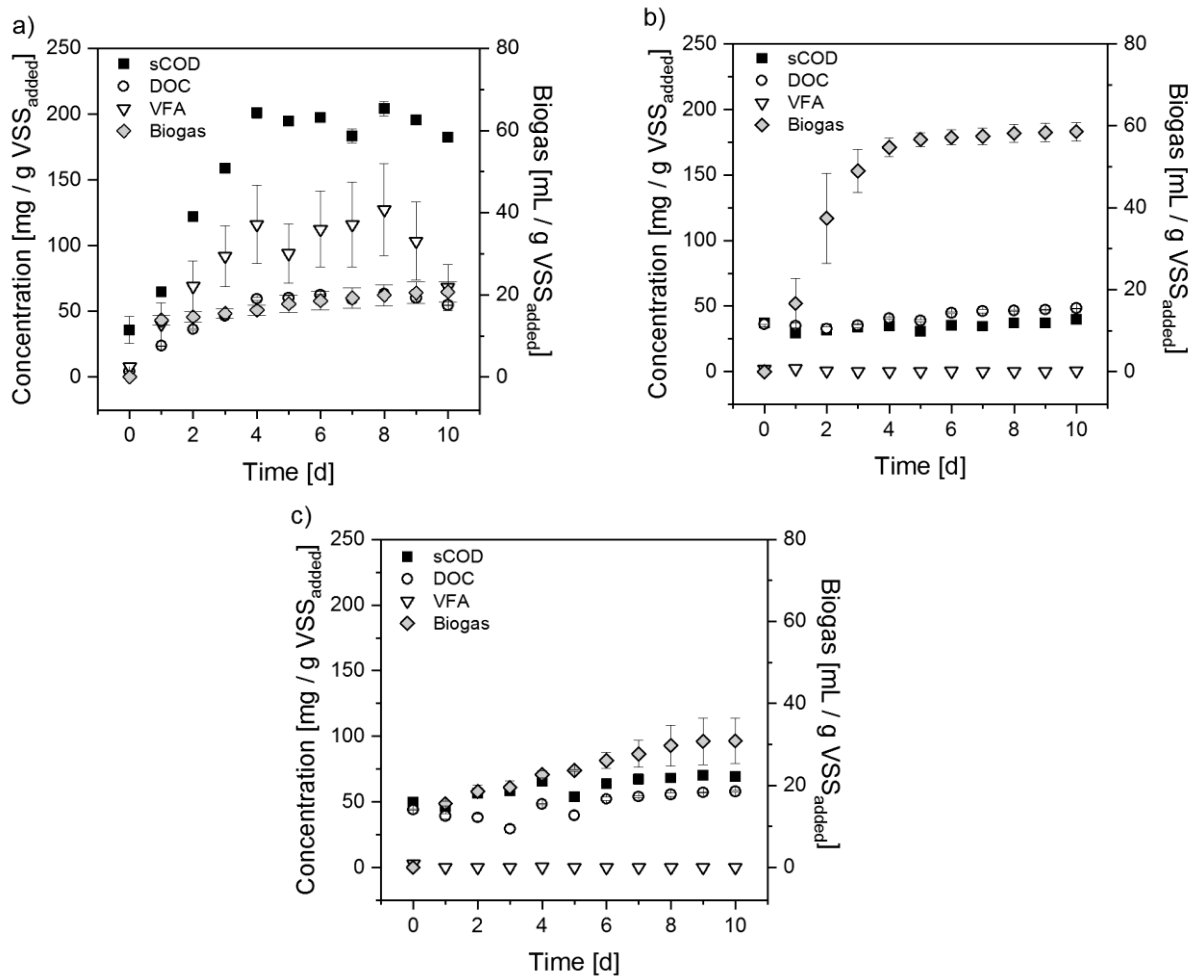 a)
250
200
150
100
50
0
Concentration [mg / g VSSadded]
sCOD
DOC
VFA
Biogas
80
60
40
20
0
Biogas [mL / g VSSadded]
0 2 4 6 8 10
Time [d]
b)
250
200
150
100
50
0
Concentration [mg / g VSSadded]
sCOD
DOC
VFA
Biogas
80
60
40
20
0
Biogas [mL / g VSSadded]
0 2 4 6 8 10
Time [d]
c)
250
200
150
100
50
0
Concentration [mg / g VSSadded]
sCOD
DOC
VFA
Biogas
80
60
40
20
0
Biogas [mL / g VSSadded]
0 2 4 6 8 10
Time [d]